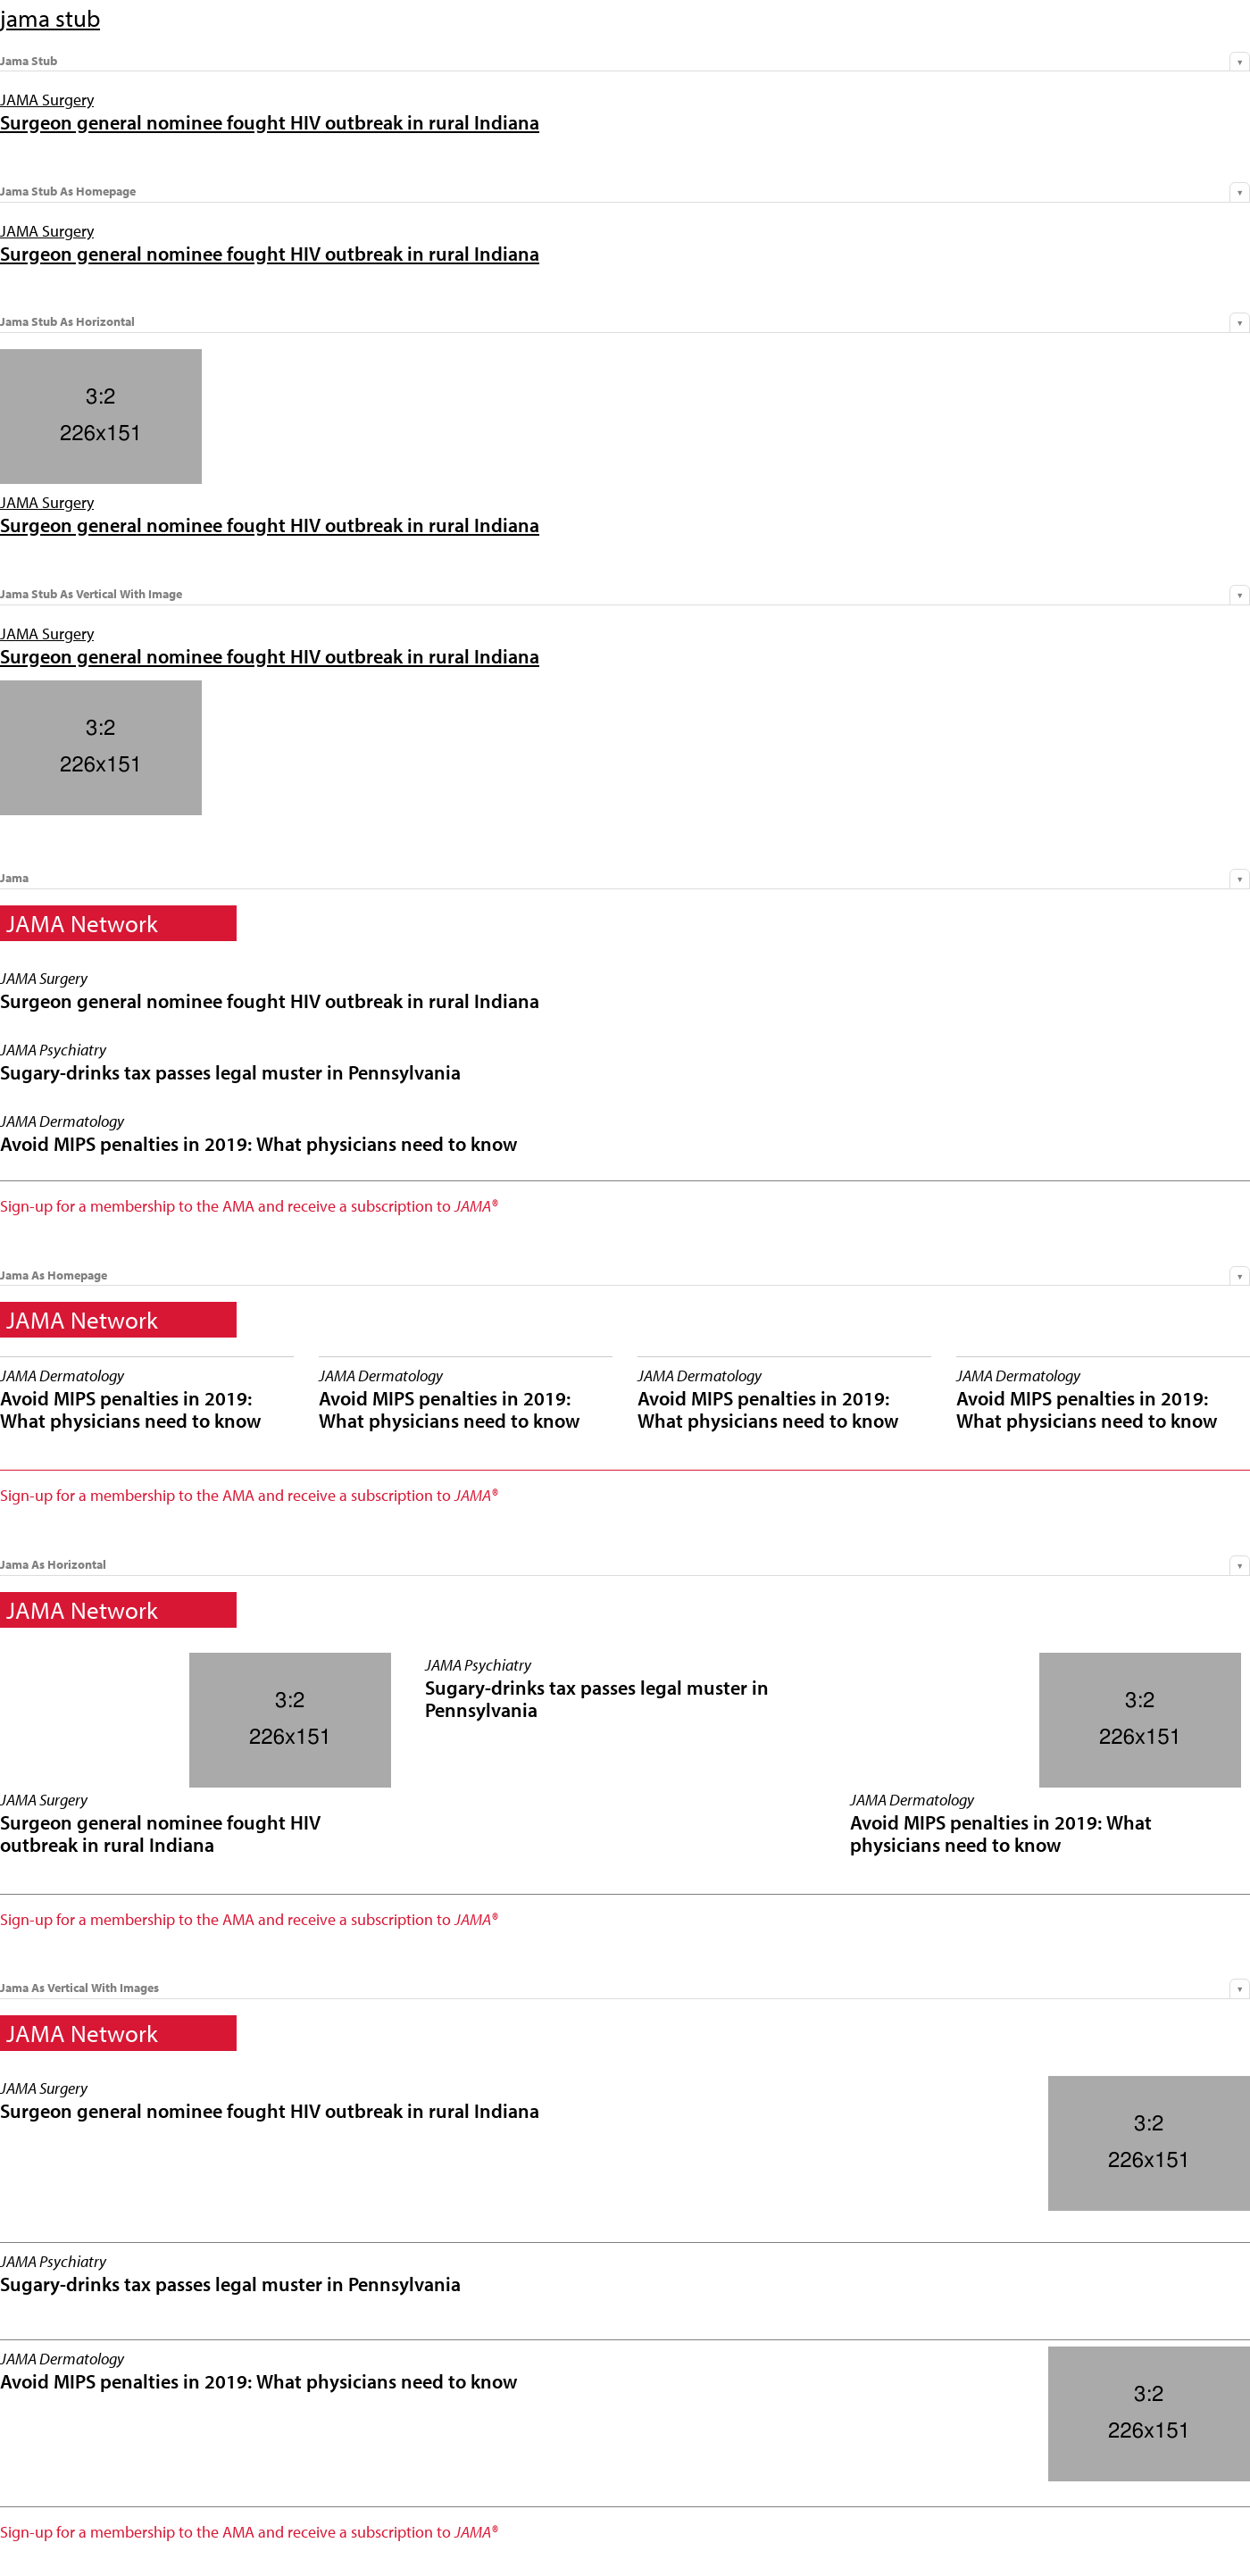 jama stub
Jama Stub
▾
JAMA Surgery
Surgeon general nominee fought HIV outbreak in rural Indiana
Jama Stub As Homepage
▾
JAMA Surgery
Surgeon general nominee fought HIV outbreak in rural Indiana
Jama Stub As Horizontal
▾
3:2
226x151
JAMA Surgery
Surgeon general nominee fought HIV outbreak in rural Indiana
Jama Stub As Vertical With Image
▾
JAMA Surgery
Surgeon general nominee fought HIV outbreak in rural Indiana
3:2
226x151
Jama
▾
JAMA Network
JAMA Surgery
Surgeon general nominee fought HIV outbreak in rural Indiana
JAMA Psychiatry
Sugary-drinks tax passes legal muster in Pennsylvania
JAMA Dermatology
Avoid MIPS penalties in 2019: What physicians need to know
Sign-up for a membership to the AMA and receive a subscription to JAMA®
Jama As Homepage
▾
JAMA Network
JAMA Dermatology
Avoid MIPS penalties in 2019:
What physicians need to know
JAMA Dermatology
Avoid MIPS penalties in 2019:
What physicians need to know
JAMA Dermatology
Avoid MIPS penalties in 2019:
What physicians need to know
JAMA Dermatology
Avoid MIPS penalties in 2019:
What physicians need to know
Sign-up for a membership to the AMA and receive a subscription to JAMA®
Jama As Horizontal
▾
JAMA Network
3:2
226x151
JAMA Surgery
Surgeon general nominee fought HIV
outbreak in rural Indiana
JAMA Psychiatry
Sugary-drinks tax passes legal muster in
Pennsylvania
3:2
226x151
JAMA Dermatology
Avoid MIPS penalties in 2019: What
physicians need to know
Sign-up for a membership to the AMA and receive a subscription to JAMA®
Jama As Vertical With Images
▾
JAMA Network
JAMA Surgery
Surgeon general nominee fought HIV outbreak in rural Indiana
3:2
226x151
JAMA Psychiatry
Sugary-drinks tax passes legal muster in Pennsylvania
JAMA Dermatology
Avoid MIPS penalties in 2019: What physicians need to know
3:2
226x151
Sign-up for a membership to the AMA and receive a subscription to JAMA®